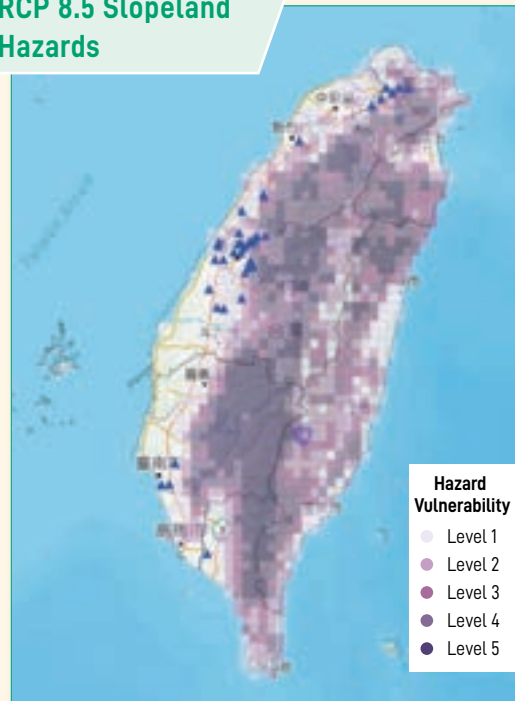 RCP 8.5 Slopeland
Hazards
Hazard
Vulnerability
Level 1
Level 2
Level 3
Level 4
Level 5